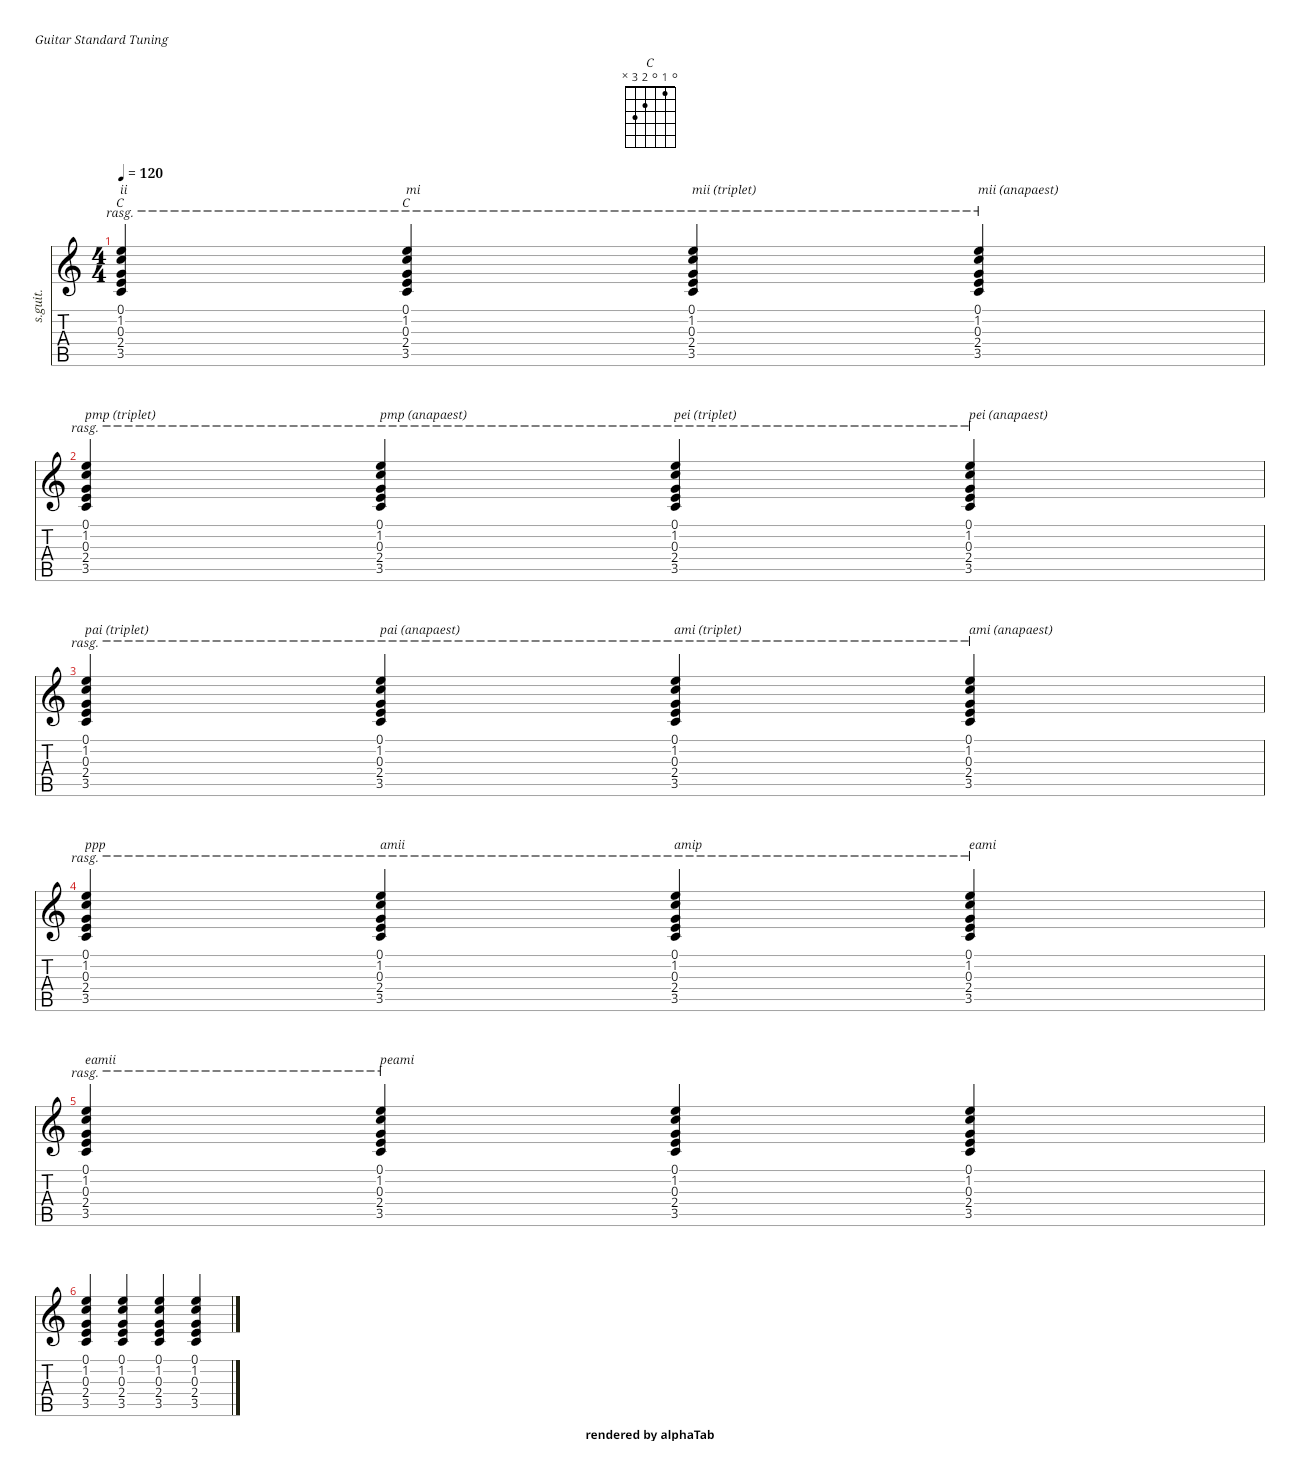 Guitar Standard Tuning
C
× 3 2 ○ 1 ○
= 120
ii mi mii (triplet) mii (anapaest)
C C
rasg.
1
4
4
s.guit.
0 0 0 0
T 1 1 1 1
0 0 0 0
A 2 2 2 2
B 3 3 3 3
pmp (triplet) pmp (anapaest) pei (triplet) pei (anapaest)
rasg.
2
0 0 0 0
T 1 1 1 1
0 0 0 0
A 2 2 2 2
B 3 3 3 3
pai (triplet) pai (anapaest) ami (triplet) ami (anapaest)
rasg.
3
0 0 0 0
T 1 1 1 1
0 0 0 0
A 2 2 2 2
B 3 3 3 3
ppp amii amip eami
rasg.
4
0 0 0 0
T 1 1 1 1
0 0 0 0
A 2 2 2 2
B 3 3 3 3
eamii peami
rasg.
5
0 0 0 0
T 1 1 1 1
0 0 0 0
A 2 2 2 2
B 3 3 3 3
6
0 0 0 0
T 1 1 1 1
0 0 0 0
A 2 2 2 2
B 3 3 3 3
rendered by alphaTab